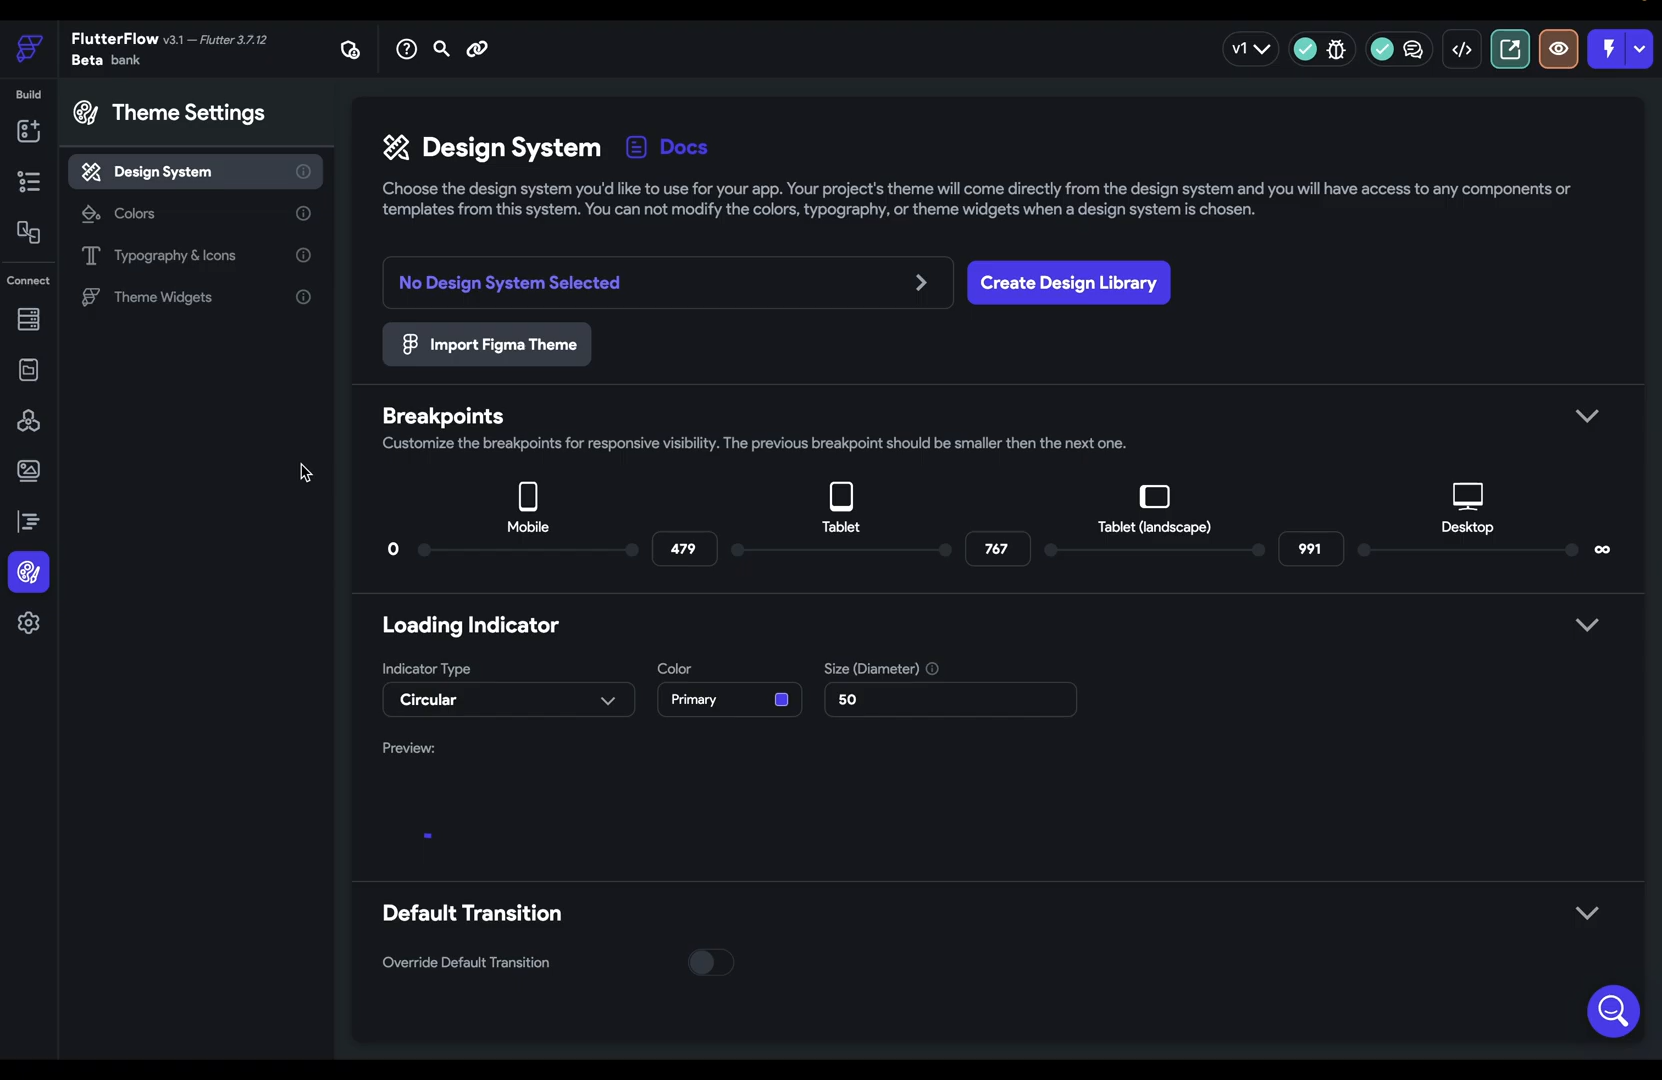 FlutterFlow v3.1 — Flutter 3.7.12
Beta bank
v1
Build
Connect
Theme Settings
Design System
Colors
Typography & Icons
Theme Widgets
Design System Docs
Choose the design system you'd like to use for your app. Your project's theme will come directly from the design system and you will have access to any components or
templates from this system. You can not modify the colors, typography, or theme widgets when a design system is chosen.
No Design System Selected
Create Design Library
Import Figma Theme
Breakpoints
Customize the breakpoints for responsive visibility. The previous breakpoint should be smaller then the next one.
Mobile Tablet Tablet (landscape) Desktop
0 479 767 991 ∞
Loading Indicator
Indicator Type Color Size (Diameter)
Circular Primary 50
Preview:
Default Transition
Override Default Transition